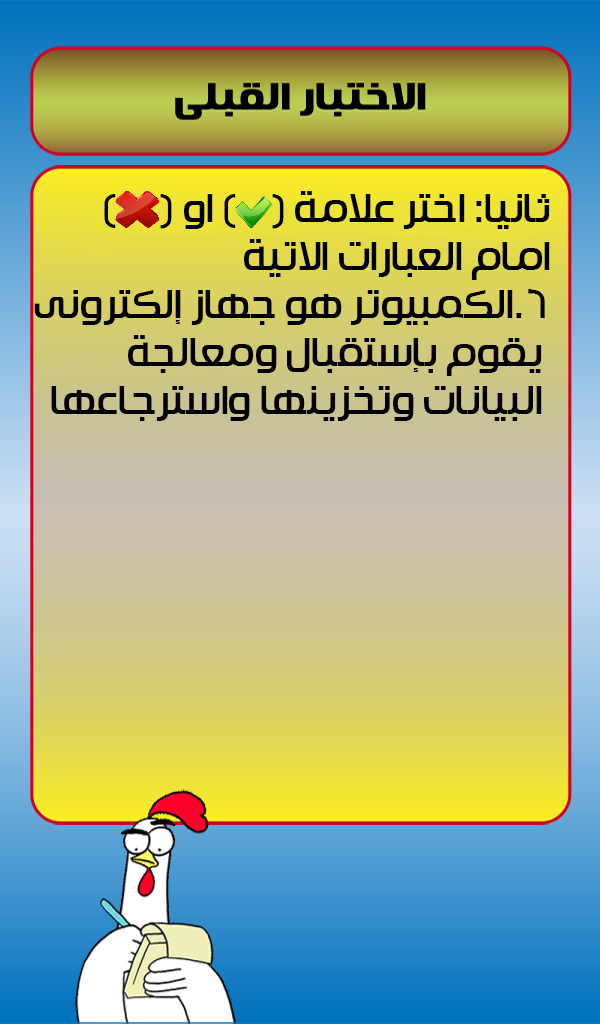 الاختبار القبلى
ثانيا: اختر علامة (✔) او (✖)
امام العبارات الاتية
٦.الكمبيوتر هو جهاز إلكترونى
يقوم بإستقبال ومعالجة
البيانات وتخزينها واسترجاعها